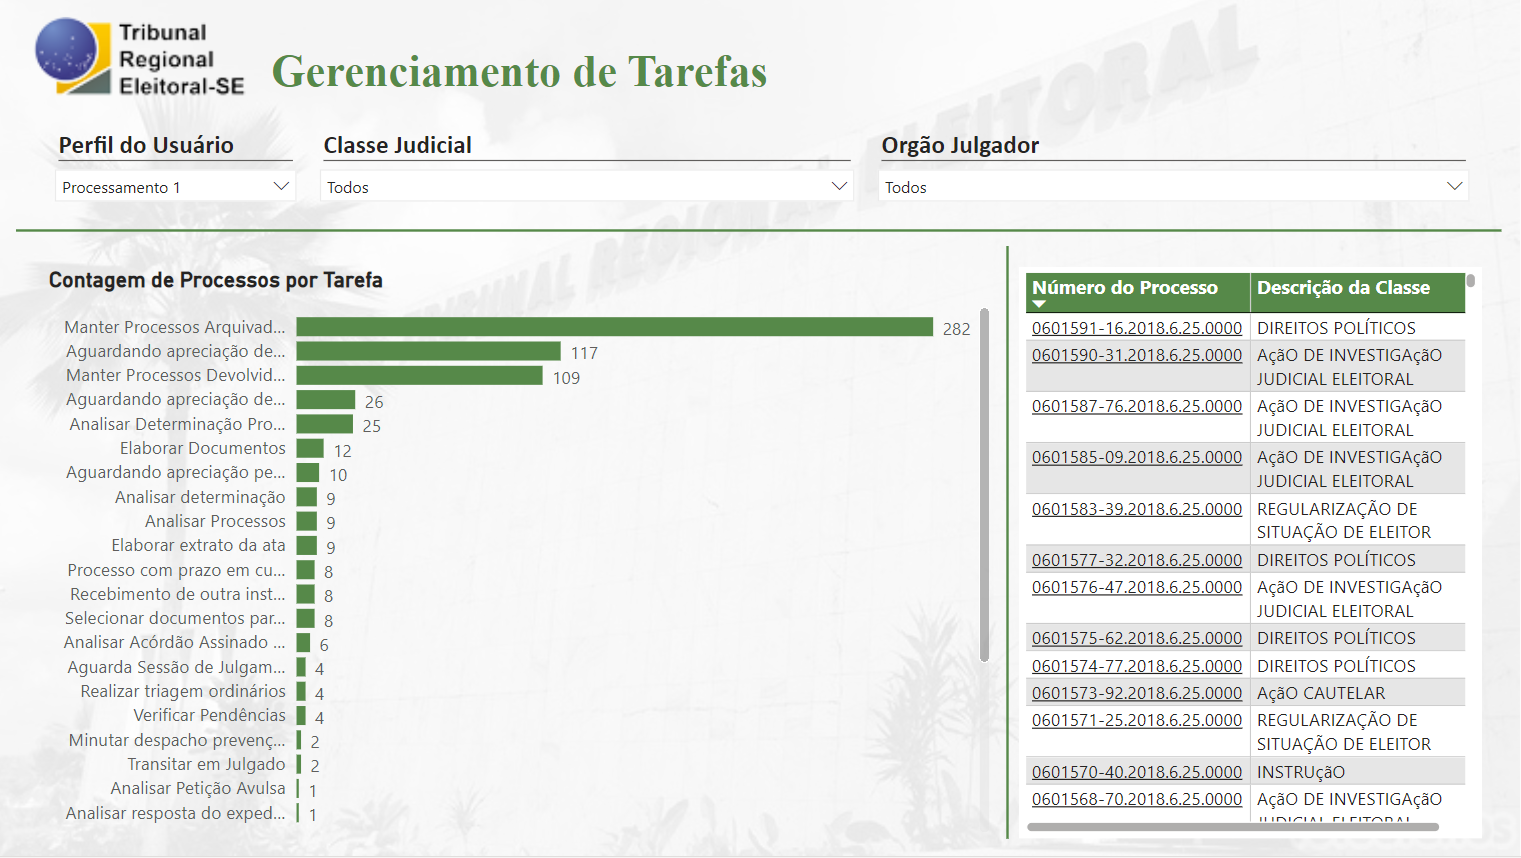 Tribunal
Regional
Eleitoral-SE
Gerenciamento de Tarefas
Perfil do Usuário
Classe Judicial
Orgão Julgador
Processamento 1
Todos
Todos
Contagem de Processos por Tarefa
Manter Processos Arquivad... 282
Aguardando apreciação de... 117
Manter Processos Devolvid... 109
Aguardando apreciação de... 26
Analisar Determinação Pro... 25
Elaborar Documentos 12
Aguardando apreciação pe... 10
Analisar determinação 9
Analisar Processos 9
Elaborar extrato da ata 9
Processo com prazo em cu... 8
Recebimento de outra inst... 8
Selecionar documentos par... 8
Analisar Acórdão Assinado ... 6
Aguarda Sessão de Julgam... 4
Realizar triagem ordinários 4
Verificar Pendências 4
Minutar despacho prevenç... 2
Transitar em Julgado 2
Analisar Petição Avulsa 1
Analisar resposta do exped... 1
Número do Processo Descrição da Classe
0601591-16.2018.6.25.0000 DIREITOS POLÍTICOS
0601590-31.2018.6.25.0000 AçãO DE INVESTIGAçãO
JUDICIAL ELEITORAL
0601587-76.2018.6.25.0000 AçãO DE INVESTIGAçãO
JUDICIAL ELEITORAL
0601585-09.2018.6.25.0000 AçãO DE INVESTIGAçãO
JUDICIAL ELEITORAL
0601583-39.2018.6.25.0000 REGULARIZAÇÃO DE
SITUAÇÃO DE ELEITOR
0601577-32.2018.6.25.0000 DIREITOS POLÍTICOS
0601576-47.2018.6.25.0000 AçãO DE INVESTIGAçãO
JUDICIAL ELEITORAL
0601575-62.2018.6.25.0000 DIREITOS POLÍTICOS
0601574-77.2018.6.25.0000 DIREITOS POLÍTICOS
0601573-92.2018.6.25.0000 AçãO CAUTELAR
0601571-25.2018.6.25.0000 REGULARIZAÇÃO DE
SITUAÇÃO DE ELEITOR
0601570-40.2018.6.25.0000 INSTRUçãO
0601568-70.2018.6.25.0000 AçãO DE INVESTIGAçãO
JUDICIAL ELEITORAL
TRIBUNAL REGIONAL ELEITORAL